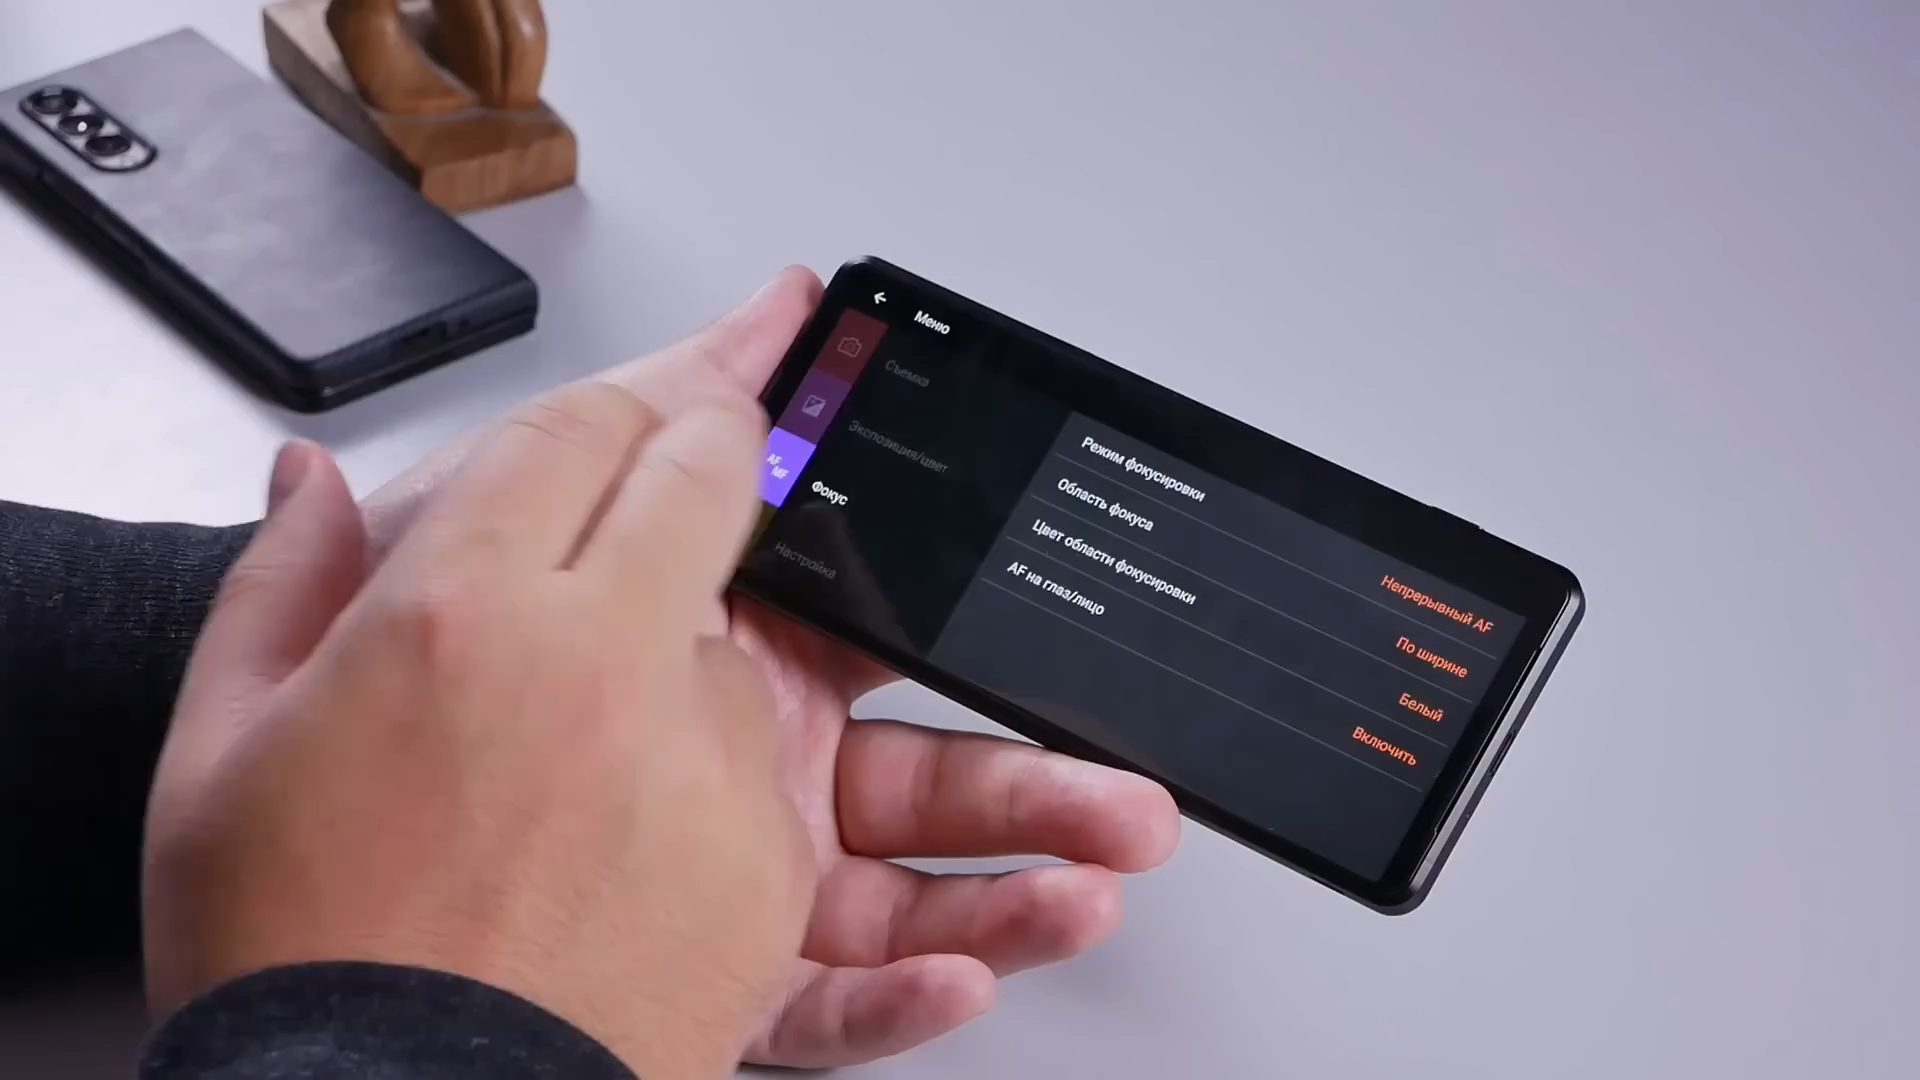 Меню
Съемка
Экспозиция/цвет
AF
MF
Фокус
Настройка
Режим фокусировки
Непрерывный AF
Область фокуса
По ширине
Цвет области фокусировки
Белый
AF на глаз/лицо
Включить